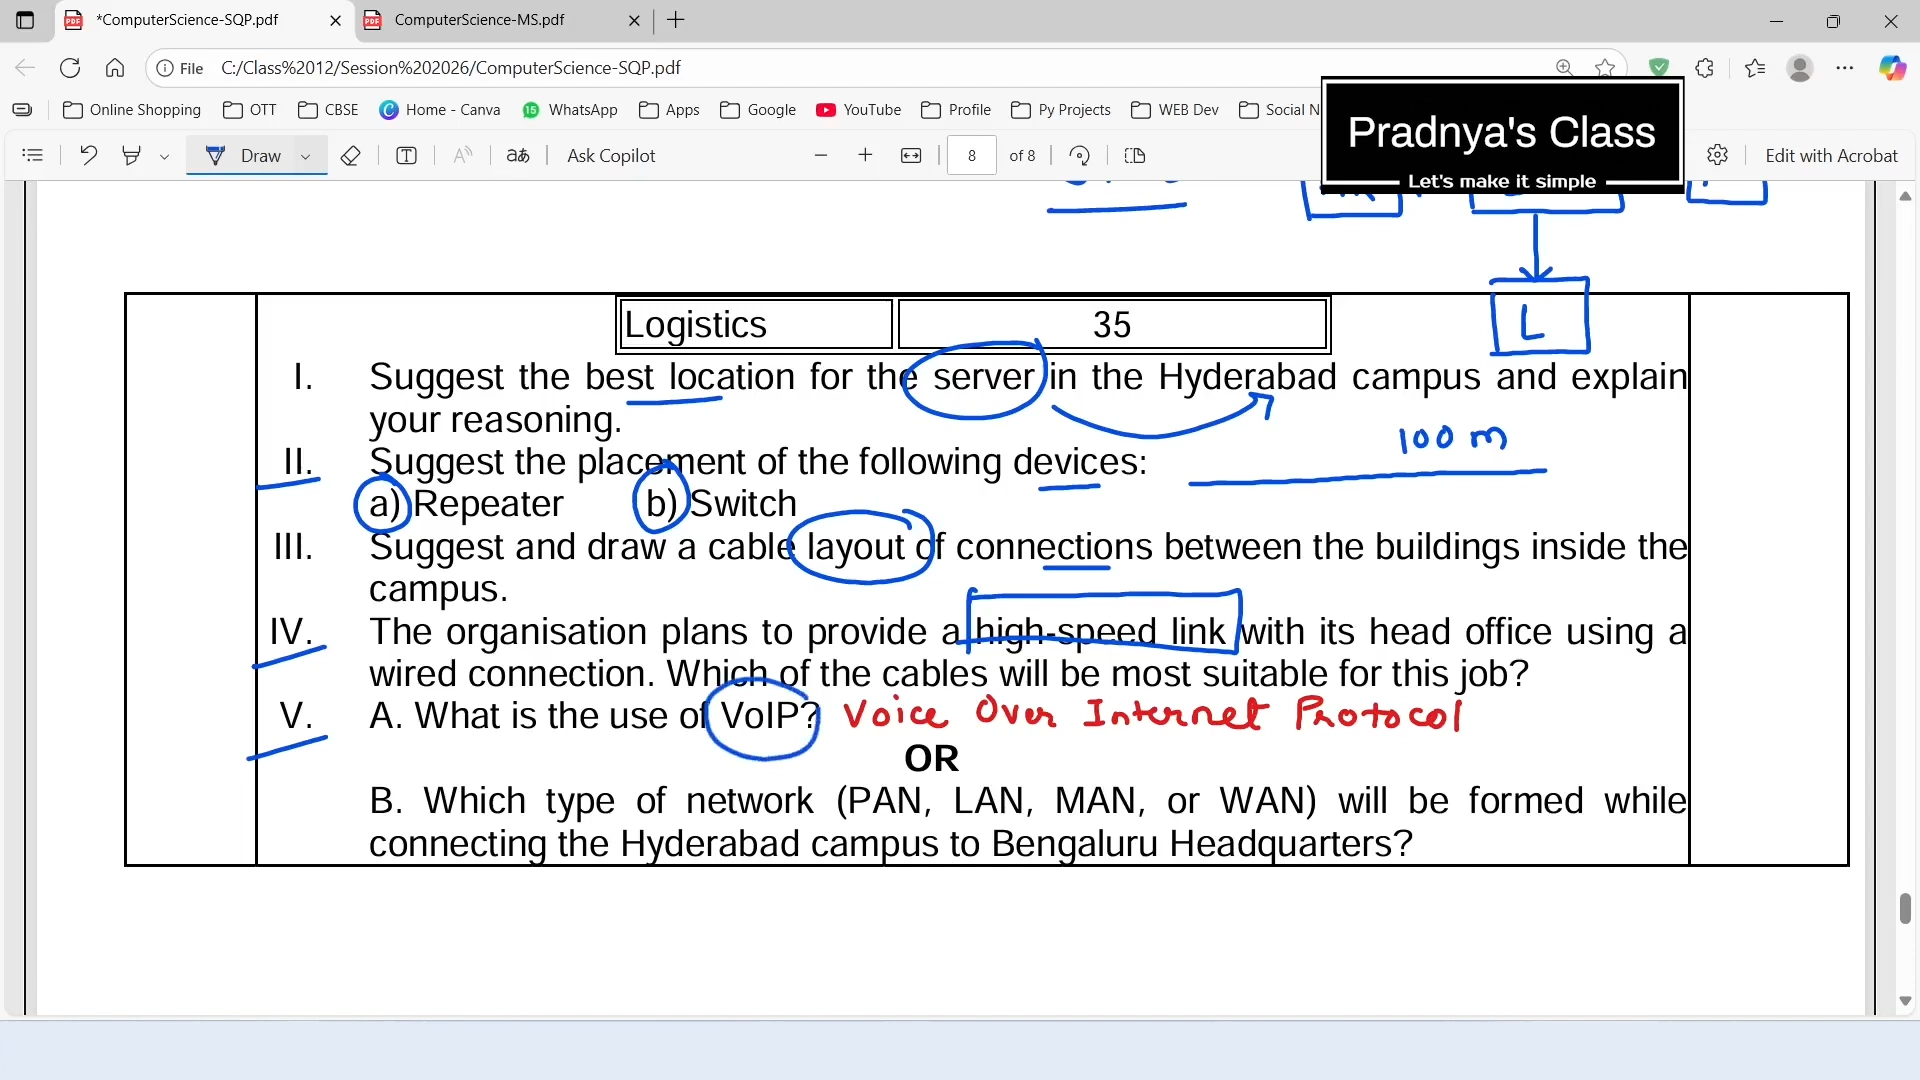 *ComputerScience-SQP.pdf
ComputerScience-MS.pdf
File C:/Class%2012/Session%202026/ComputerScience-SQP.pdf
Online Shopping OTT CBSE Home - Canva WhatsApp Apps Google YouTube Profile Py Projects WEB Dev Social N
Pradnya's Class
Let's make it simple
Draw Ask Copilot 8 of 8 Edit with Acrobat
Logistics 35
L
I. Suggest the best location for the server in the Hyderabad campus and explain
your reasoning.
100 m
II. Suggest the placement of the following devices:
a) Repeater b) Switch
III. Suggest and draw a cable layout of connections between the buildings inside the
campus.
IV. The organisation plans to provide a high-speed link with its head office using a
wired connection. Which of the cables will be most suitable for this job?
V. A. What is the use of VoIP? Voice Over Internet Protocol
OR
B. Which type of network (PAN, LAN, MAN, or WAN) will be formed while
connecting the Hyderabad campus to Bengaluru Headquarters?